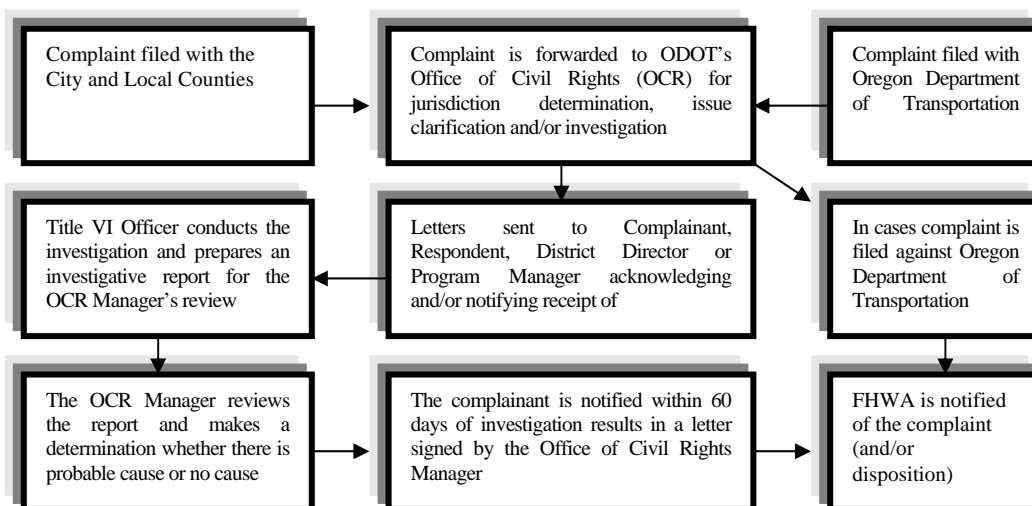 Complaint filed with the
City and Local Counties
Complaint is forwarded to ODOT's
Office of Civil Rights (OCR) for
jurisdiction determination, issue
clarification and/or investigation
Complaint filed with
Oregon Department
of Transportation
Title VI Officer conducts the
investigation and prepares an
investigative report for the
OCR Manager's review
Letters sent to Complainant,
Respondent, District Director or
Program Manager acknowledging
and/or notifying receipt of
In cases complaint is
filed against Oregon
Department of
Transportation
The OCR Manager reviews
the report and makes a
determination whether there is
probable cause or no cause
The complainant is notified within 60
days of investigation results in a letter
signed by the Office of Civil Rights
Manager
FHWA is notified
of the complaint
(and/or
disposition)